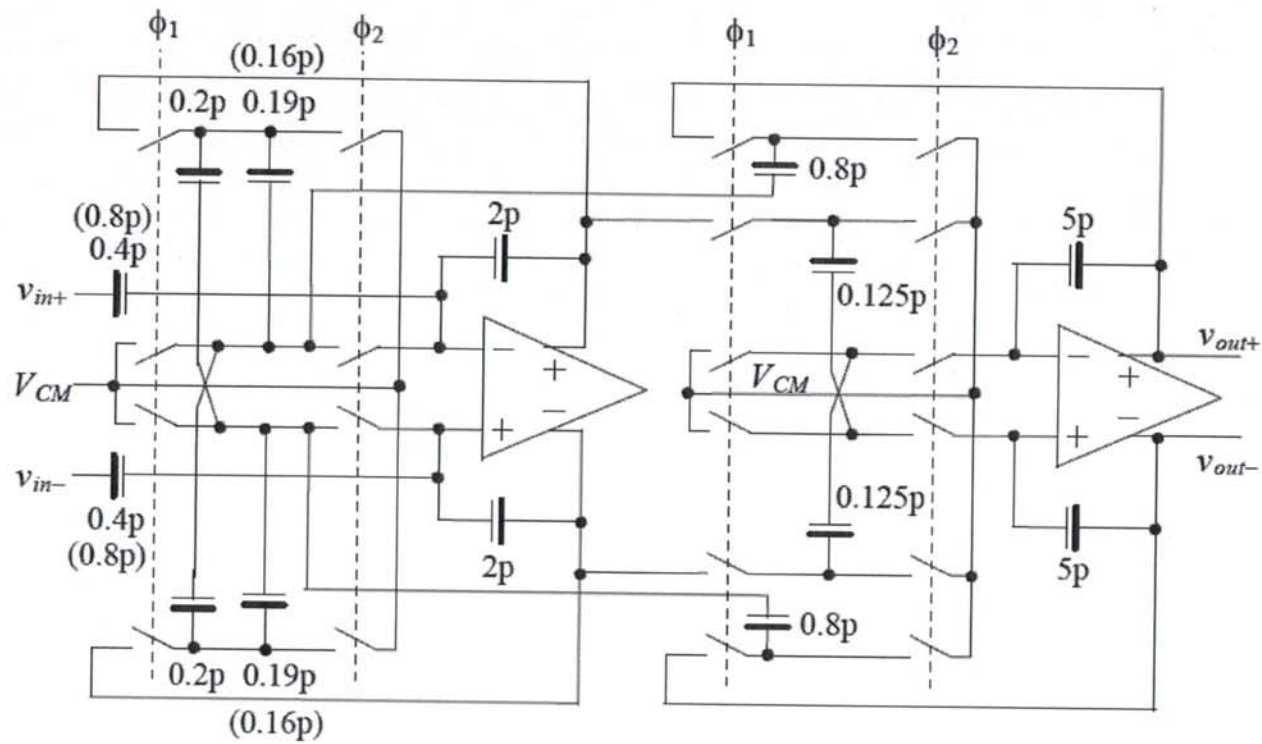 ϕ1 ϕ2 ϕ1 ϕ2
(0.16p)
0.2p 0.19p
0.8p
(0.8p)
0.4p
2p
5p
vin+
0.125p
VCM
− + − +
VCM
− + − +
vout+
vin−
vout−
0.4p
(0.8p)
0.125p
2p
5p
0.8p
0.2p 0.19p
(0.16p)